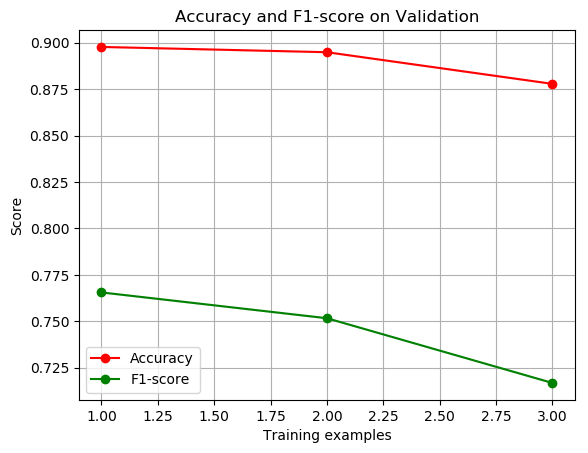 Accuracy and F1-score on Validation
0.900
0.875
0.850
0.825
0.800
0.775
0.750
0.725
Score
Accuracy
F1-score
1.00 1.25 1.50 1.75 2.00 2.25 2.50 2.75 3.00
Training examples